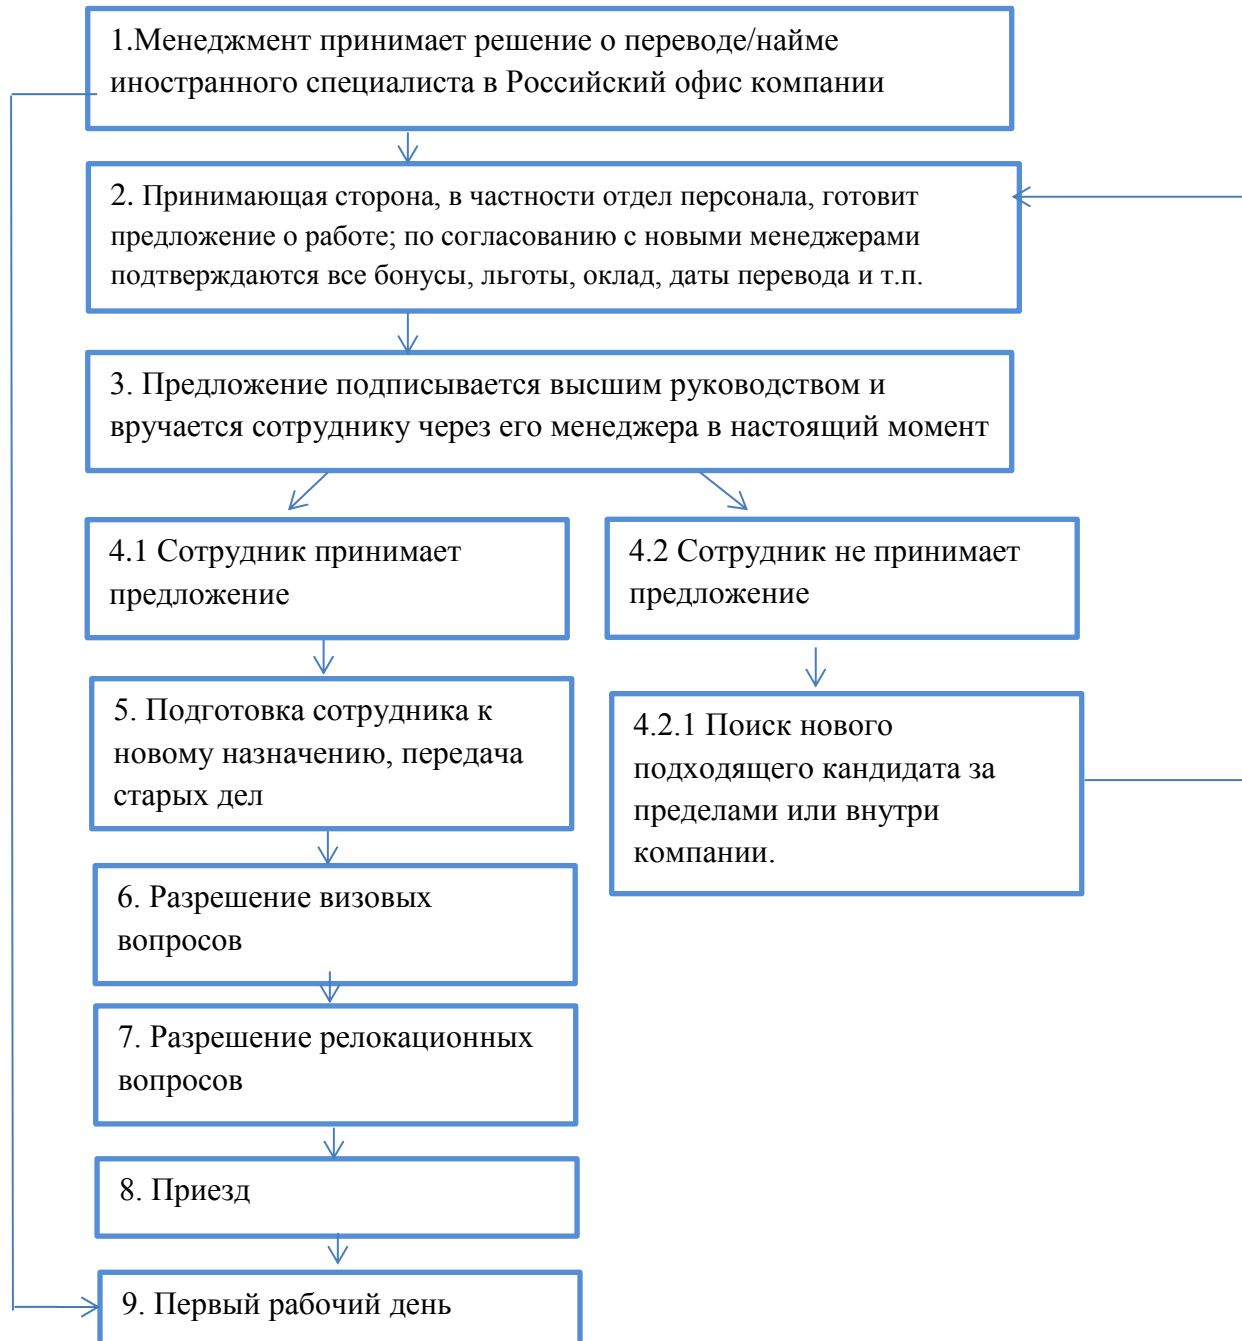 1.Менеджмент принимает решение о переводе/найме
иностранного специалиста в Российский офис компании
2. Принимающая сторона, в частности отдел персонала, готовит
предложение о работе; по согласованию с новыми менеджерами
подтверждаются все бонусы, льготы, оклад, даты перевода и т.п.
3. Предложение подписывается высшим руководством и
вручается сотруднику через его менеджера в настоящий момент
4.1 Сотрудник принимает
предложение
4.2 Сотрудник не принимает
предложение
5. Подготовка сотрудника к
новому назначению, передача
старых дел
4.2.1 Поиск нового
подходящего кандидата за
пределами или внутри
компании.
6. Разрешение визовых
вопросов
7. Разрешение релокационных
вопросов
8. Приезд
9. Первый рабочий день